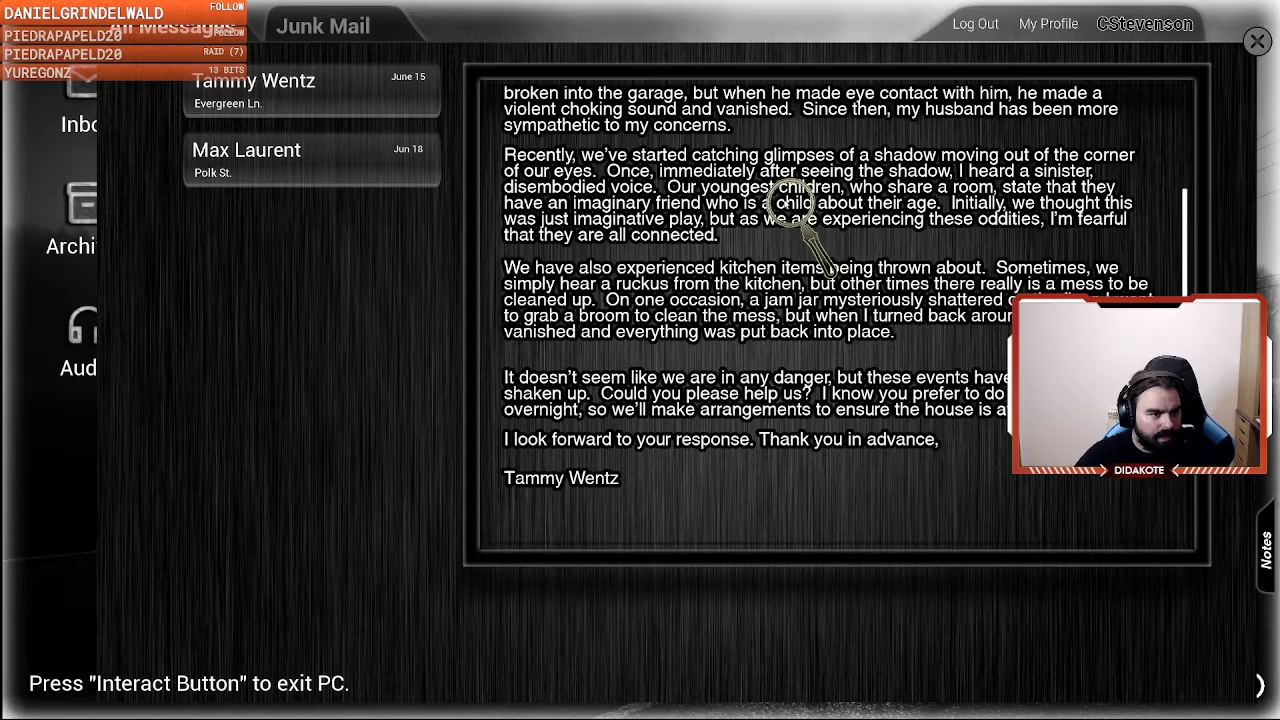 DANIELGRINDELWALD FOLLOW
PIEDRAPAPELD20 FOLLOW
PIEDRAPAPELD20 RAID (7)
YUREGONZ 13 BITS
All Messages
Junk Mail
Log Out My Profile CStevenson
Tammy Wentz June 15
Evergreen Ln.
Max Laurent Jun 18
Polk St.
broken into the garage, but when he made eye contact with him, he made a
violent choking sound and vanished. Since then, my husband has been more
sympathetic to my concerns.
Recently, we've started catching glimpses of a shadow moving out of the corner
of our eyes. Once, immediately after seeing the shadow, I heard a sinister,
disembodied voice. Our youngest children, who share a room, state that they
have an imaginary friend who is a child about their age. Initially, we thought this
was just imaginative play, but as we are experiencing these oddities, I'm fearful
that they are all connected.
We have also experienced kitchen items being thrown about. Sometimes, we
simply hear a ruckus from the kitchen, but other times there really is a mess to be
cleaned up. On one occasion, a jam jar mysteriously shattered
to grab a broom to clean the mess, but when I turned back
vanished and everything was put back into place.
It doesn't seem like we are in any danger, but these events have
shaken up. Could you please help us? I know you prefer to do
overnight, so we'll make arrangements to ensure the house is
I look forward to your response. Thank you in advance,
Tammy Wentz
DIDAKOTE
Notes
Press "Interact Button" to exit PC.